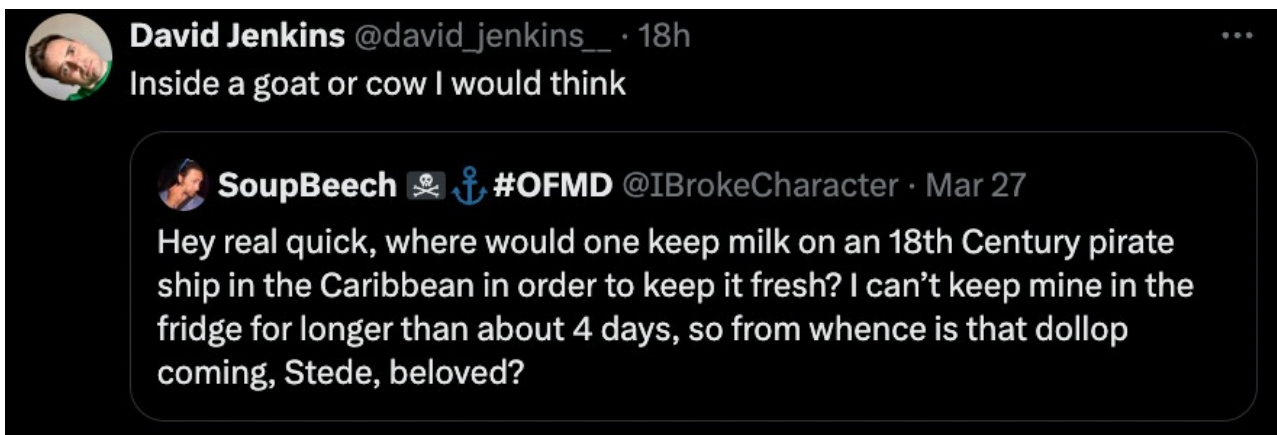 David Jenkins @david_jenkins__ · 18h
Inside a goat or cow I would think
SoupBeech 🏴‍☠️⚓ #OFMD @IBrokeCharacter · Mar 27
Hey real quick, where would one keep milk on an 18th Century pirate
ship in the Caribbean in order to keep it fresh? I can’t keep mine in the
fridge for longer than about 4 days, so from whence is that dollop
coming, Stede, beloved?